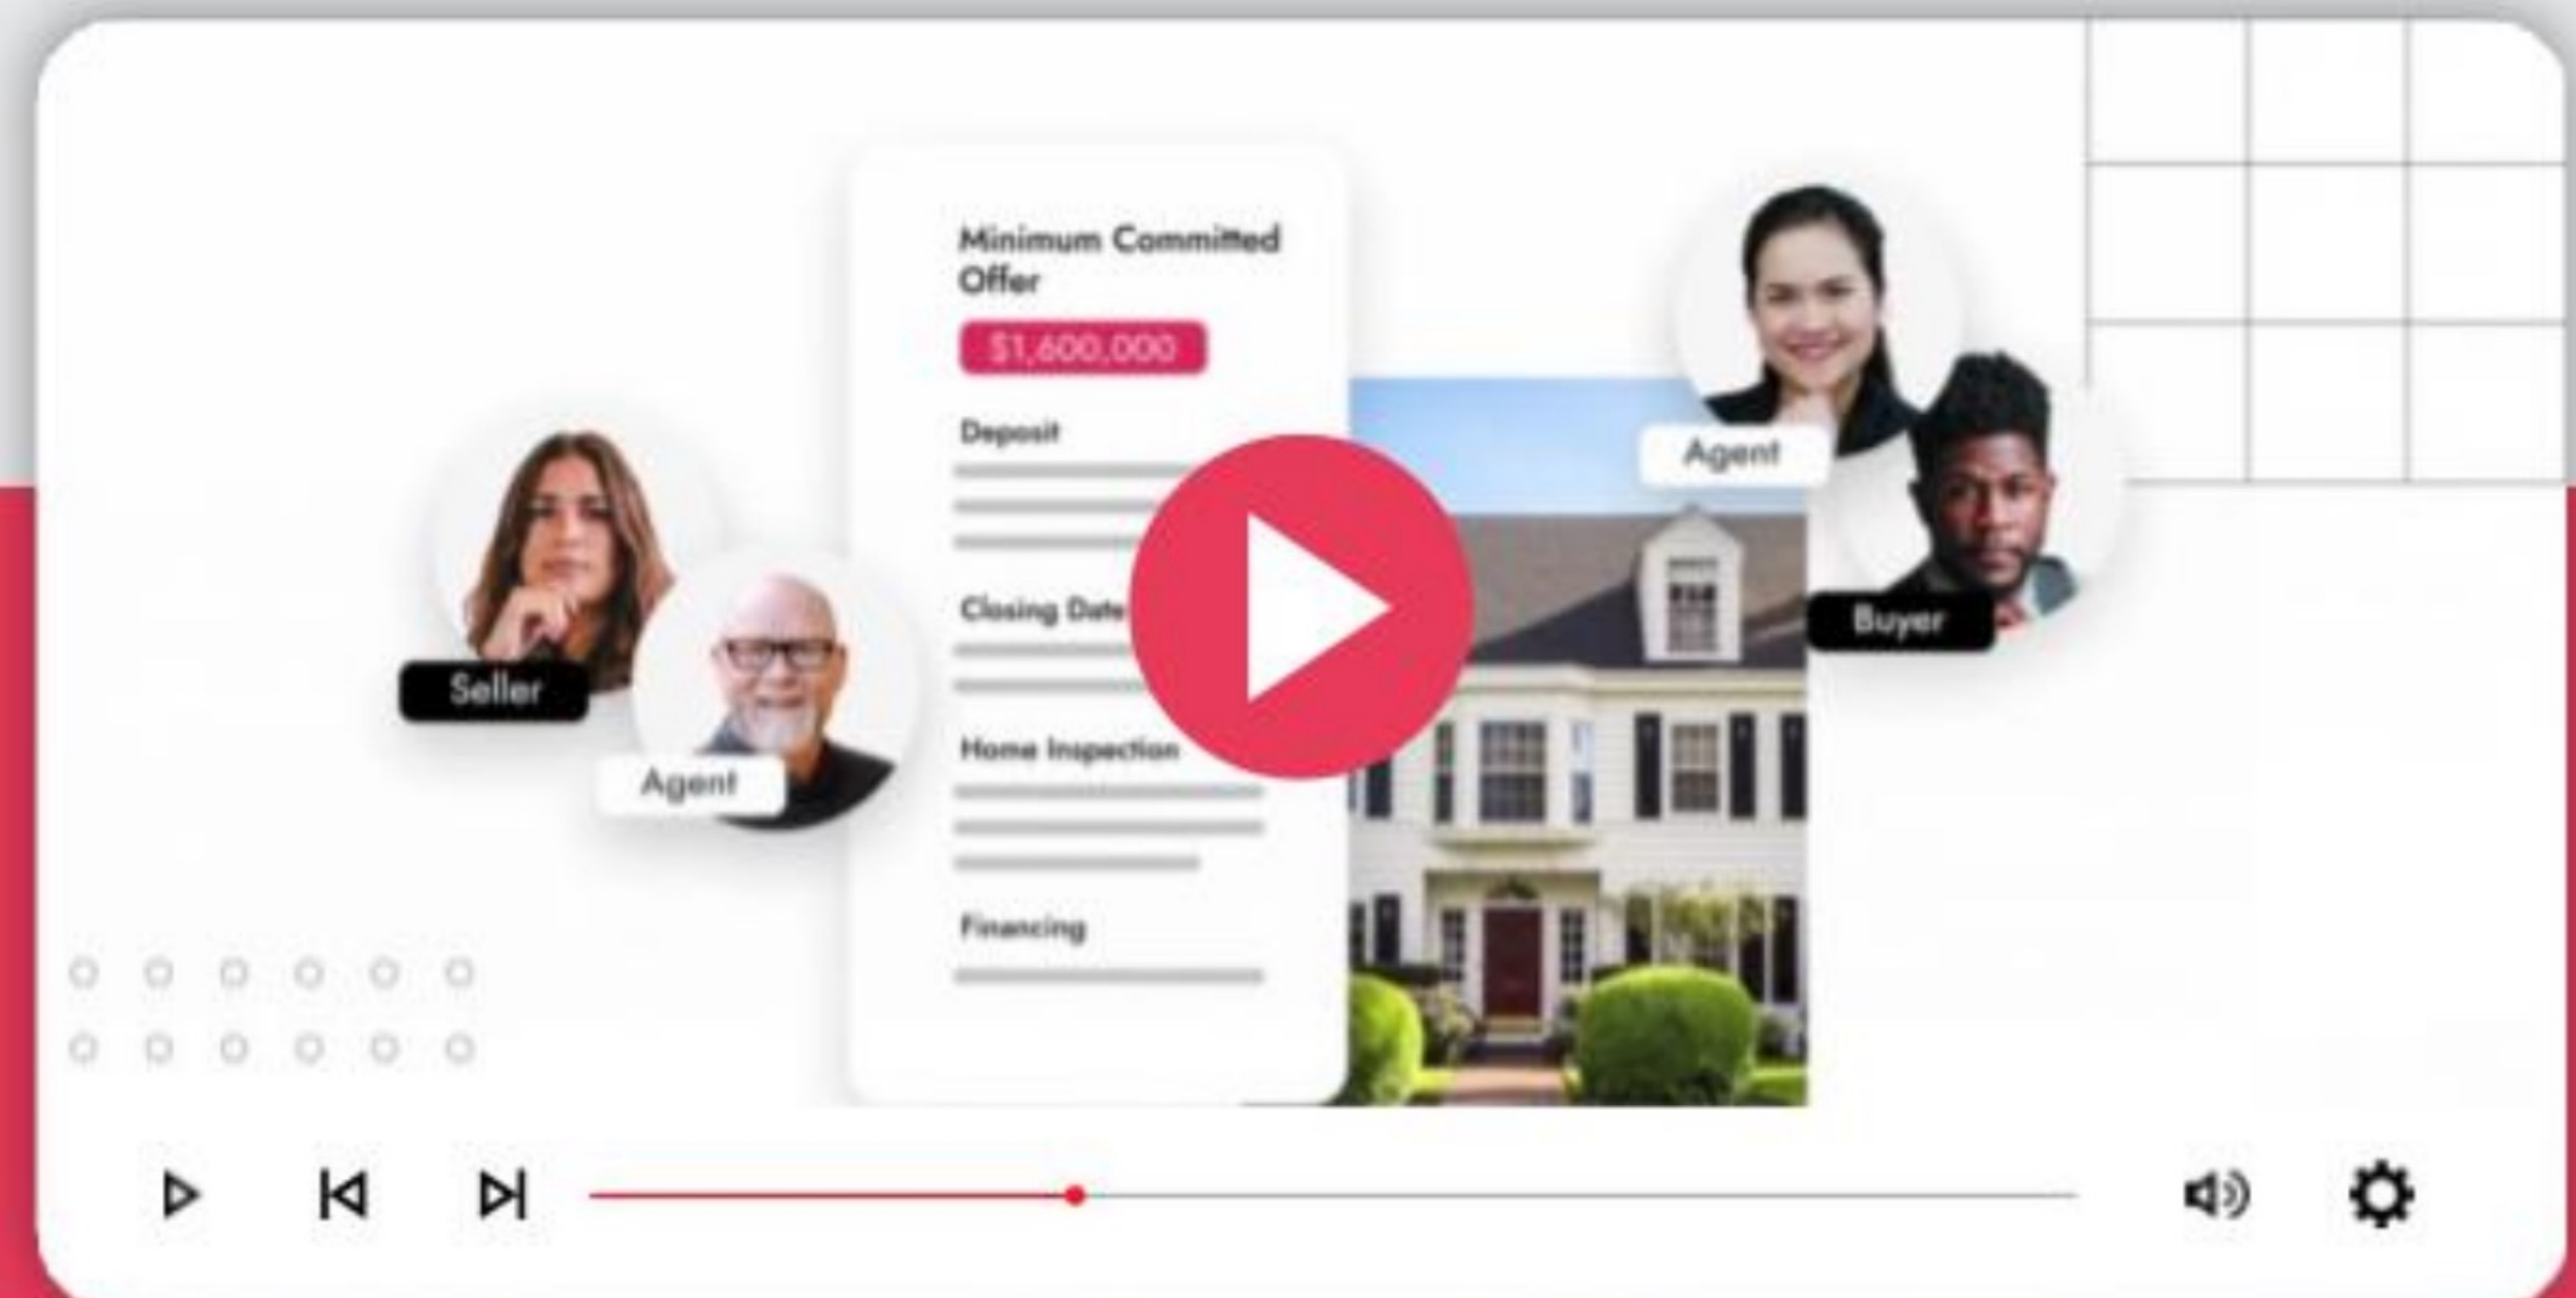 Minimum Committed
Offer
$1,600,000
Deposit
Closing Date
Home Inspection
Financing
Seller
Agent
Agent
Buyer